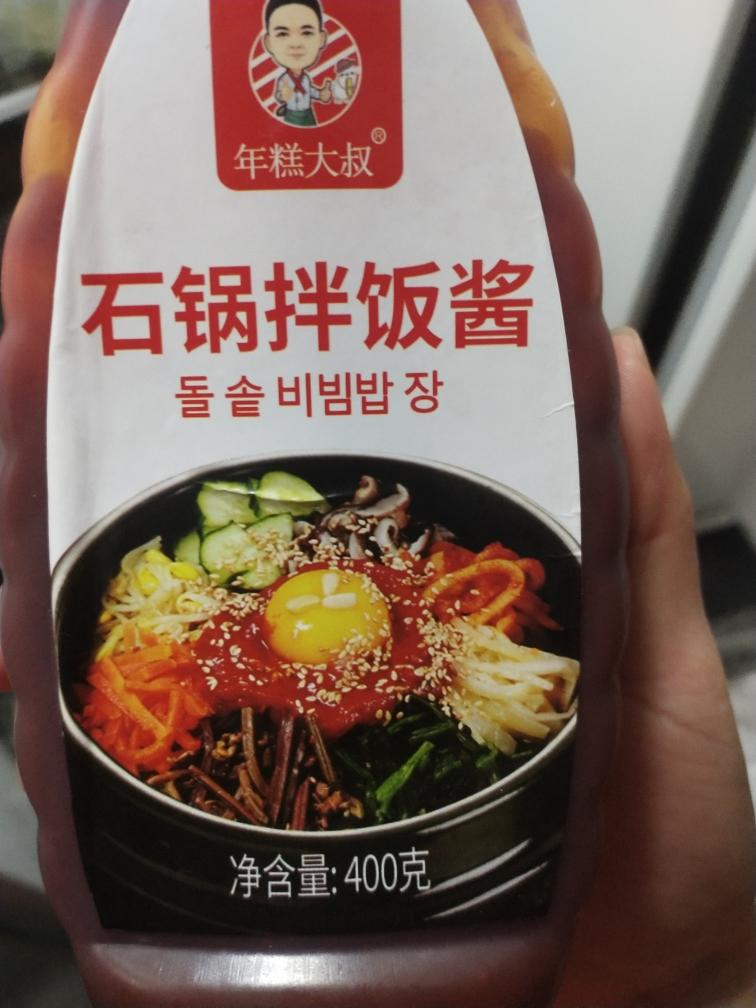 年糕大叔®
石锅拌饭酱
돌솥 비빔밥 장
净含量: 400克